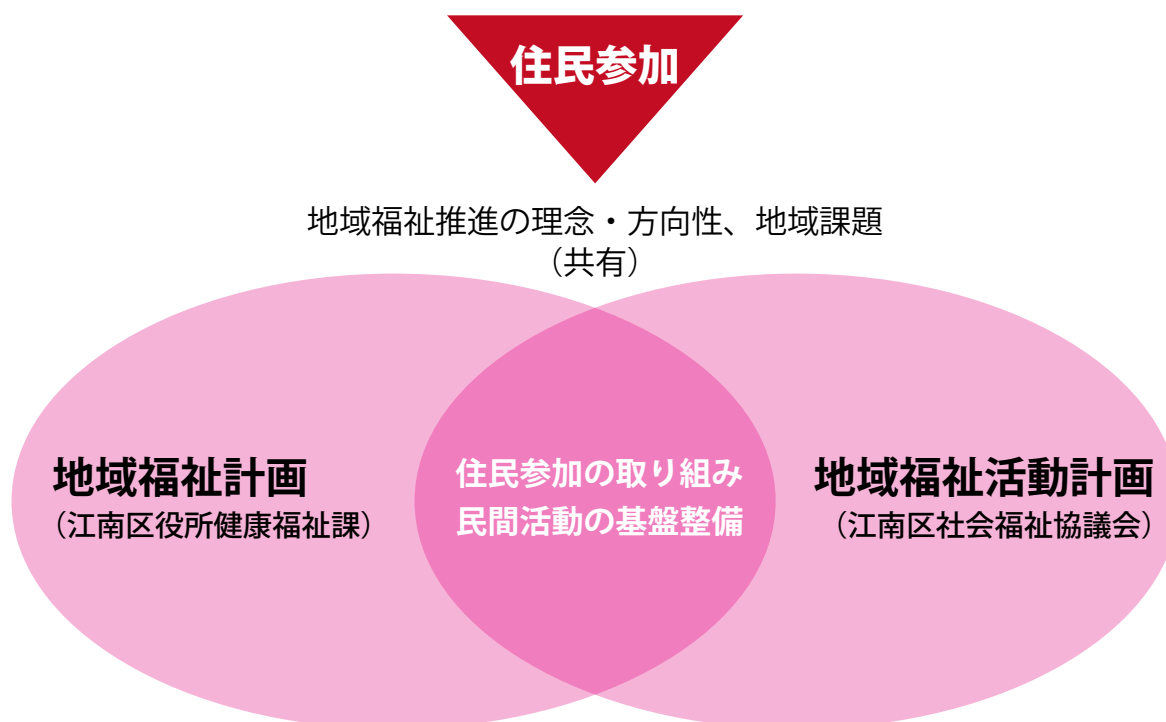 住民参加
地域福祉推進の理念・方向性、地域課題
（共有）
地域福祉計画
（江南区役所健康福祉課）
住民参加の取り組み
民間活動の基盤整備
地域福祉活動計画
（江南区社会福祉協議会）